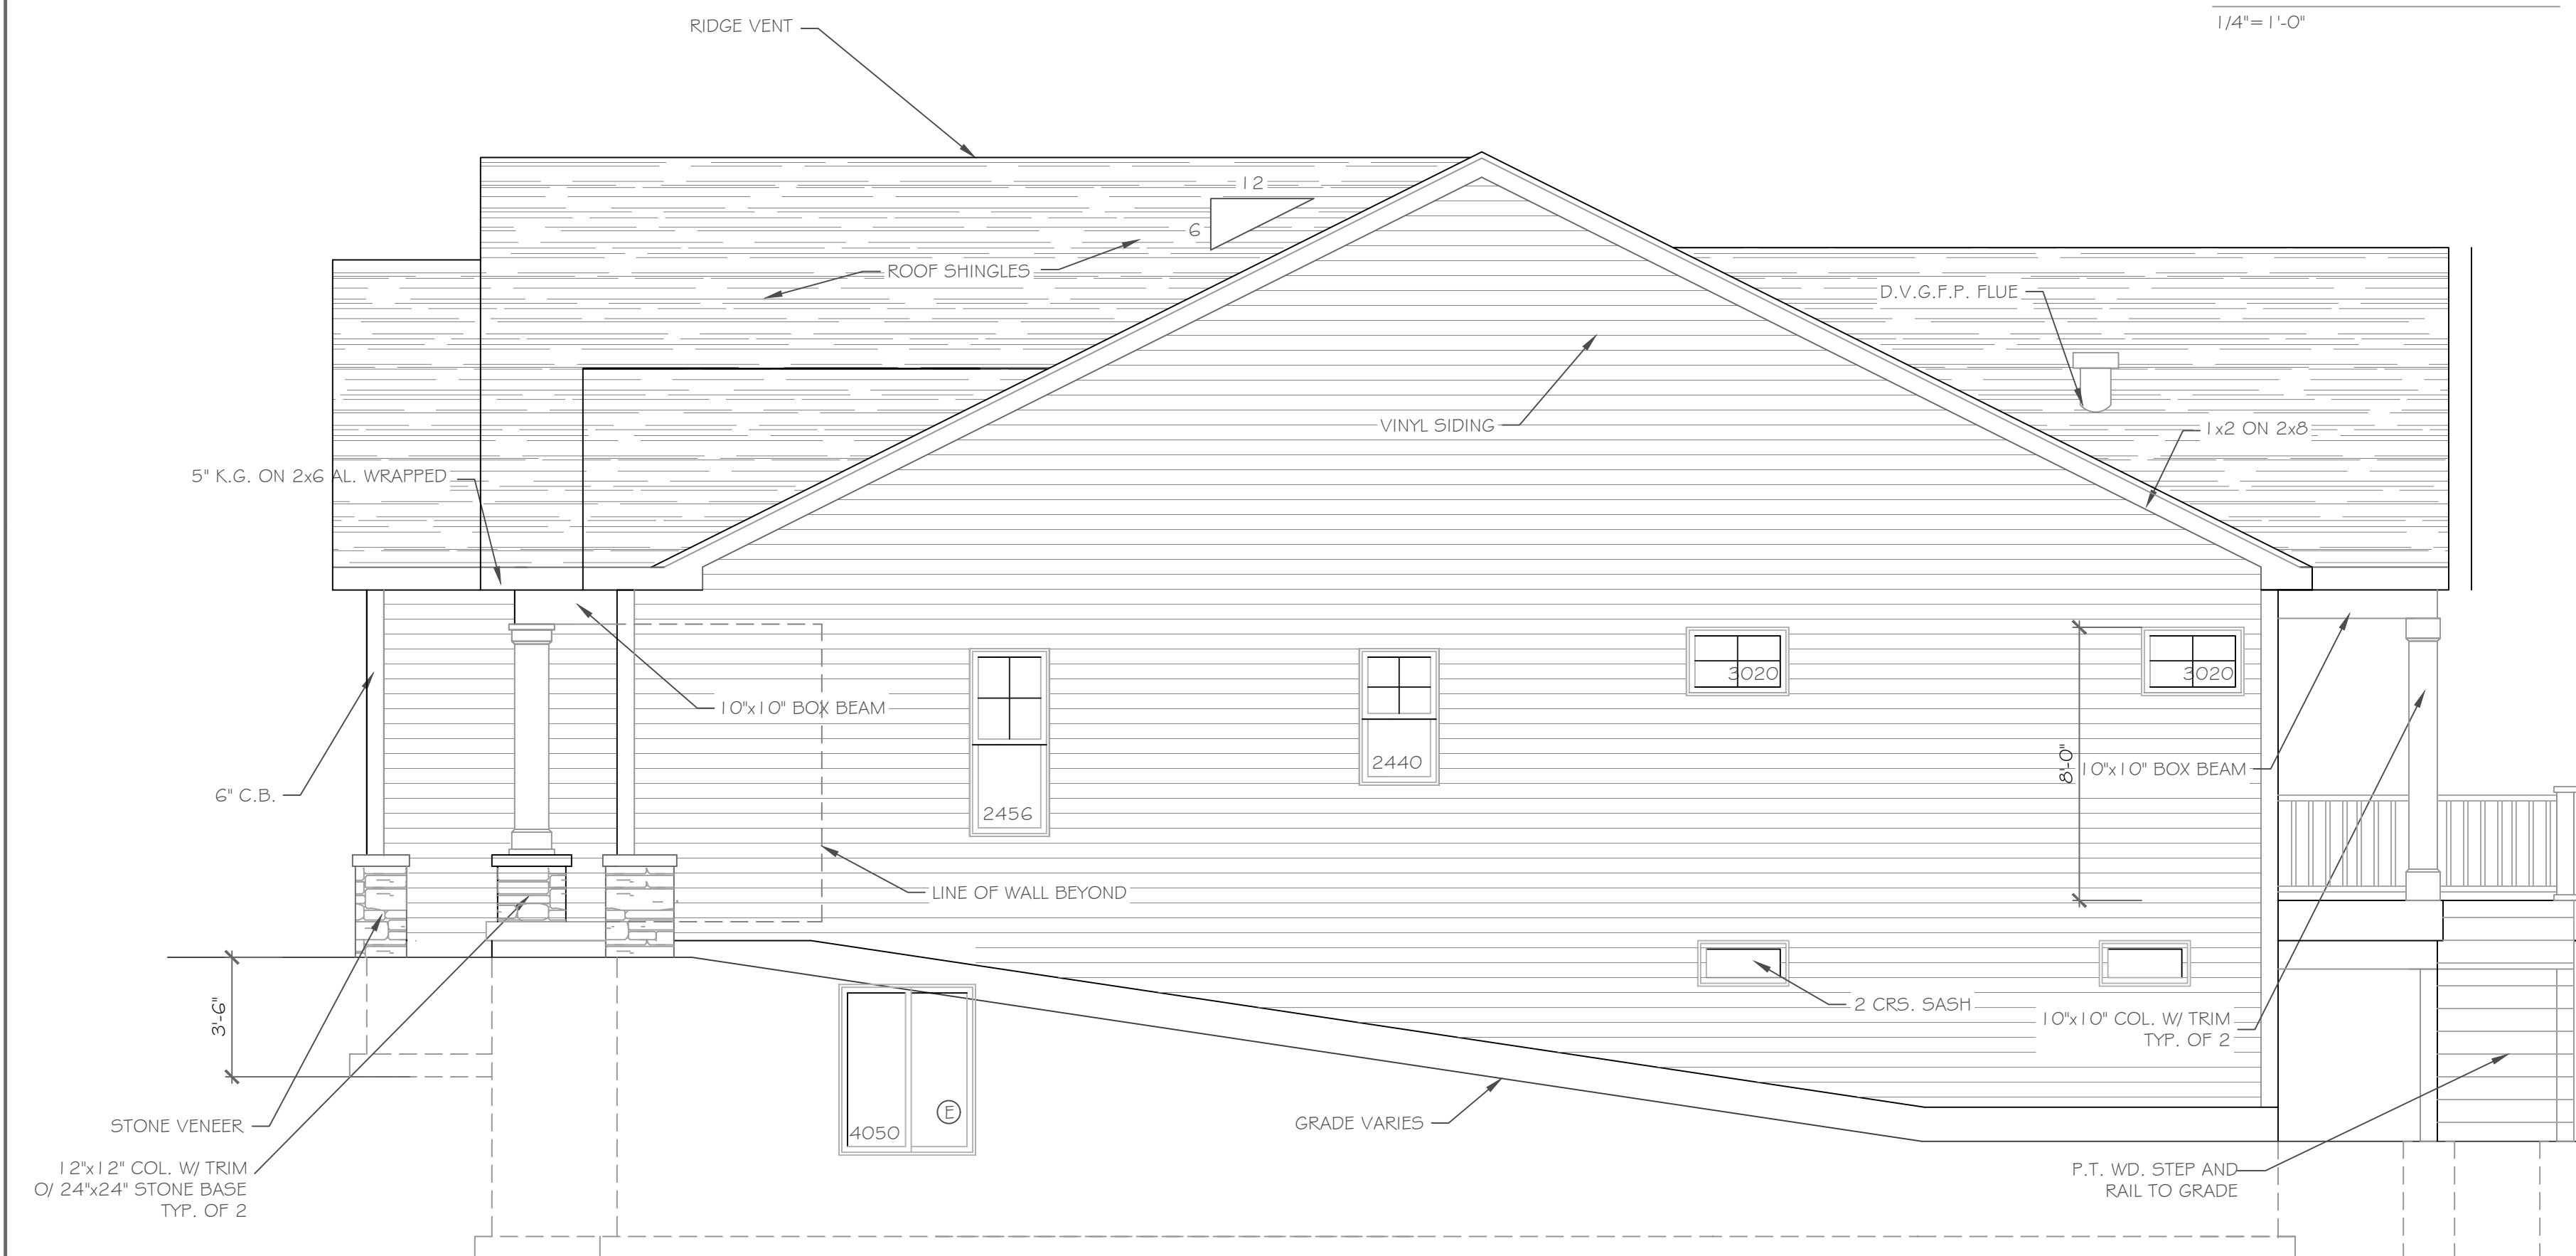 1/4"=1'-0"
RIDGE VENT
12
6
ROOF SHINGLES
D.V.G.F.P. FLUE
VINYL SIDING
1x2 ON 2x8
5" K.G. ON 2x6 AL. WRAPPED
3020
3020
10"x10" BOX BEAM
2440
8'-0"
10"x10" BOX BEAM
6" C.B.
2456
LINE OF WALL BEYOND
3'-6"
2 CRS. SASH
10"x10" COL. W/ TRIM
TYP. OF 2
STONE VENEER
4050
E
GRADE VARIES
12"x12" COL. W/ TRIM
O/ 24"x24" STONE BASE
TYP. OF 2
P.T. WD. STEP AND
RAIL TO GRADE